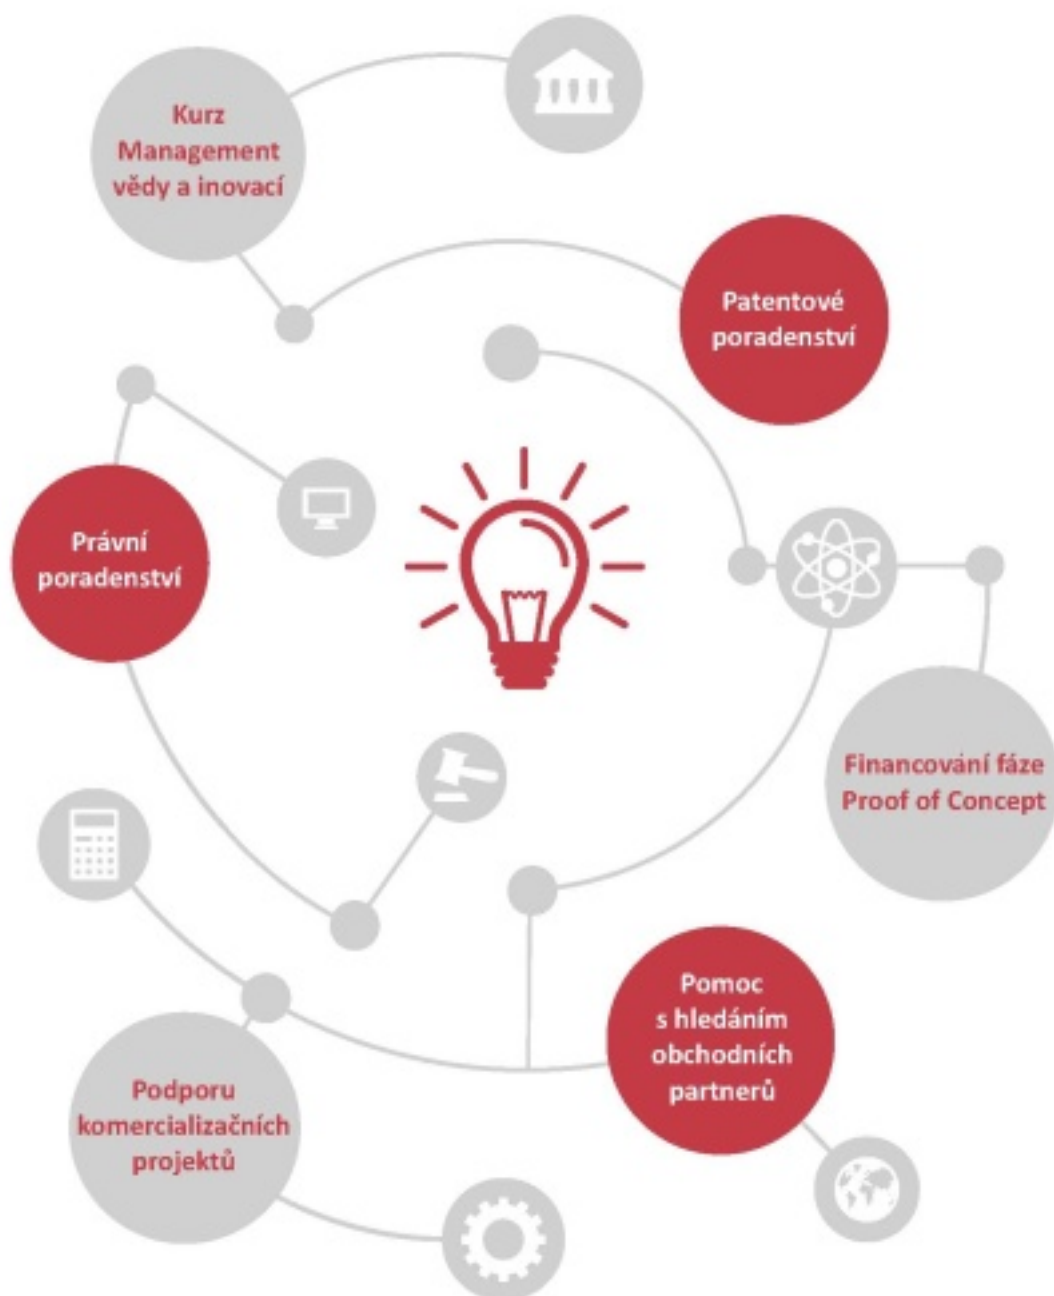 Kurz
Management
vědy a inovací
Patentové
poradenství
Právní
poradenství
Financování fáze
Proof of Concept
Pomoc
s hledáním
obchodních
partnerů
Podporu
komercializačních
projektů